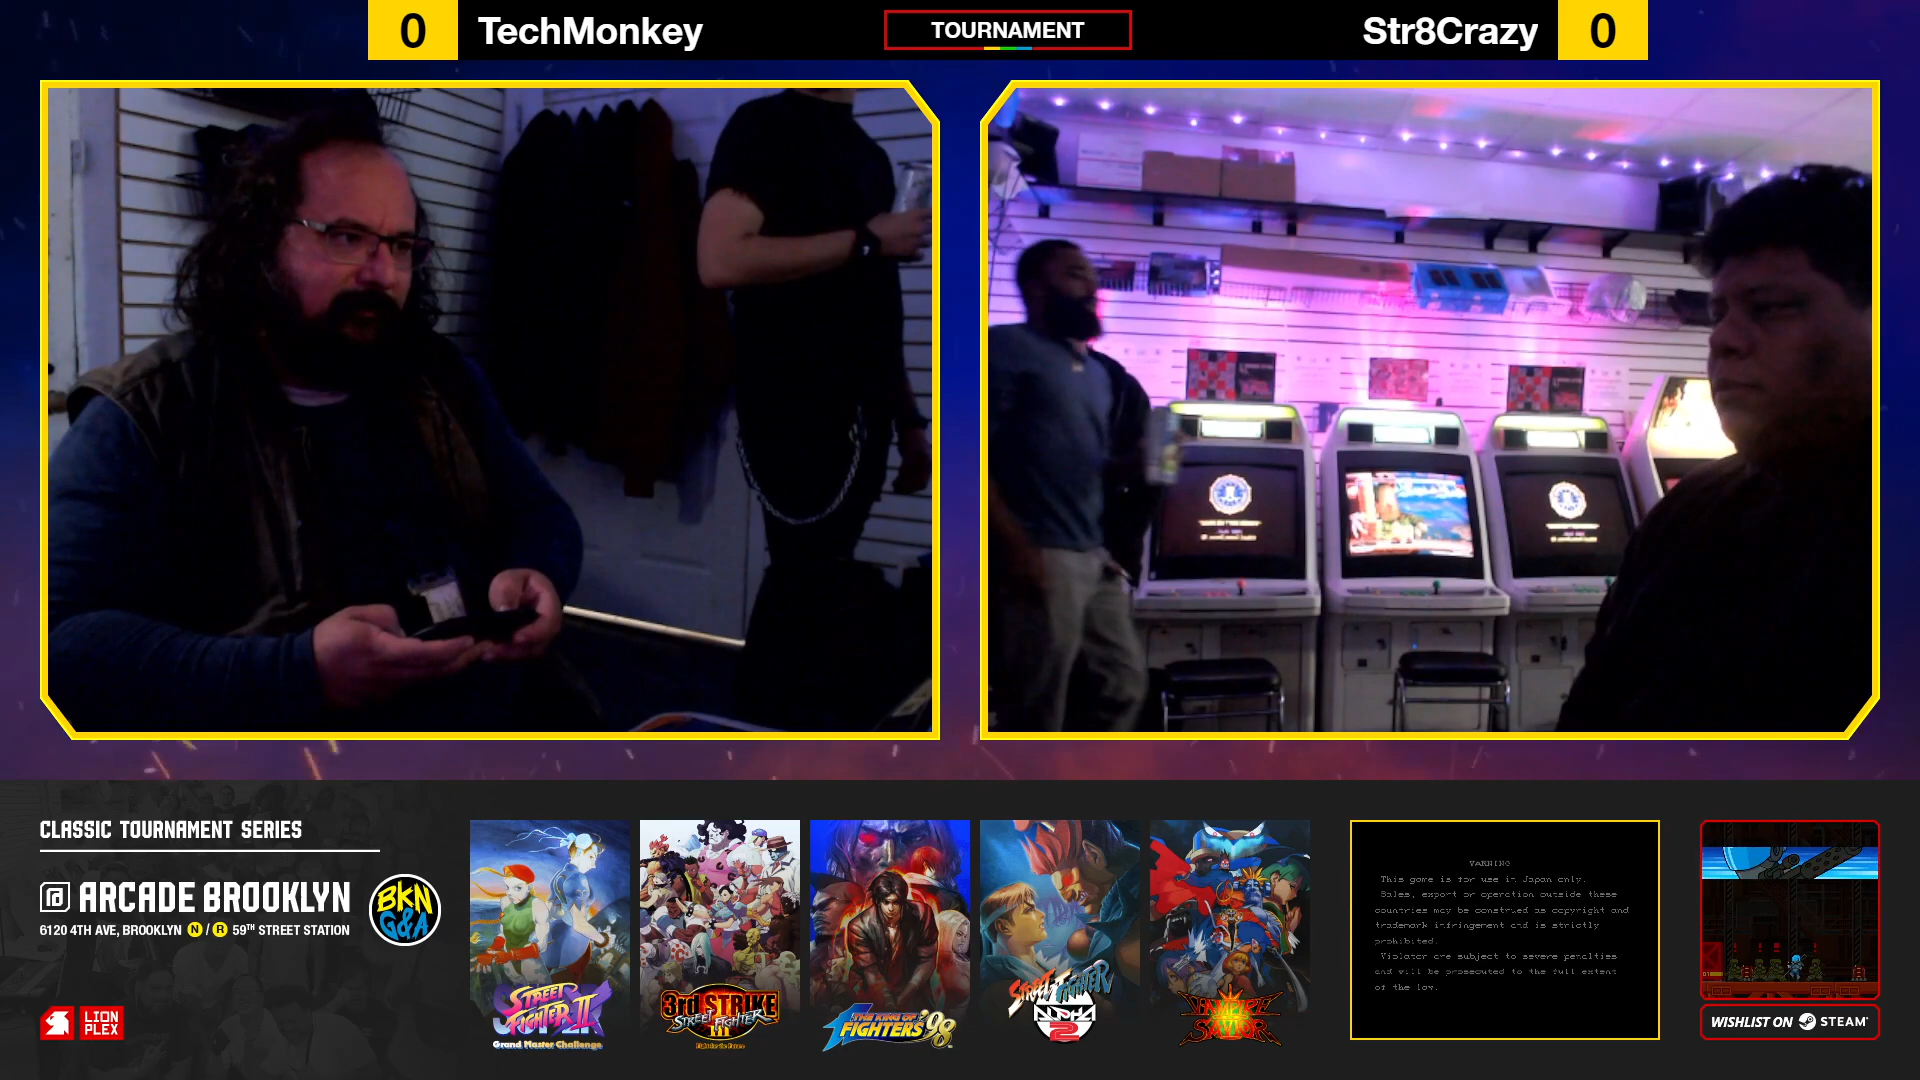 0 TechMonkey TOURNAMENT Str8Crazy 0
CLASSIC TOURNAMENT SERIES
@ ARCADE BROOKLYN
6120 4TH AVE, BROOKLYN N / R 59TH STREET STATION
BKN
G&A
LION
PLEX
STREET
FIGHTER II
Grand Master Challenge
3rd STRIKE
STREET FIGHTER III
Fight for the Future
THE KING OF
FIGHTERS '98
STREET FIGHTER
ALPHA
2
VAMPIRE
SAVIOR
WARNING
This game is for use in Japan only.
Sales, export or operation outside these
countries may be construed as copyright and
trademark infringement and is strictly
prohibited.
Violator are subject to severe penalties
and will be prosecuted to the full extent
of the law.
WISHLIST ON STEAM